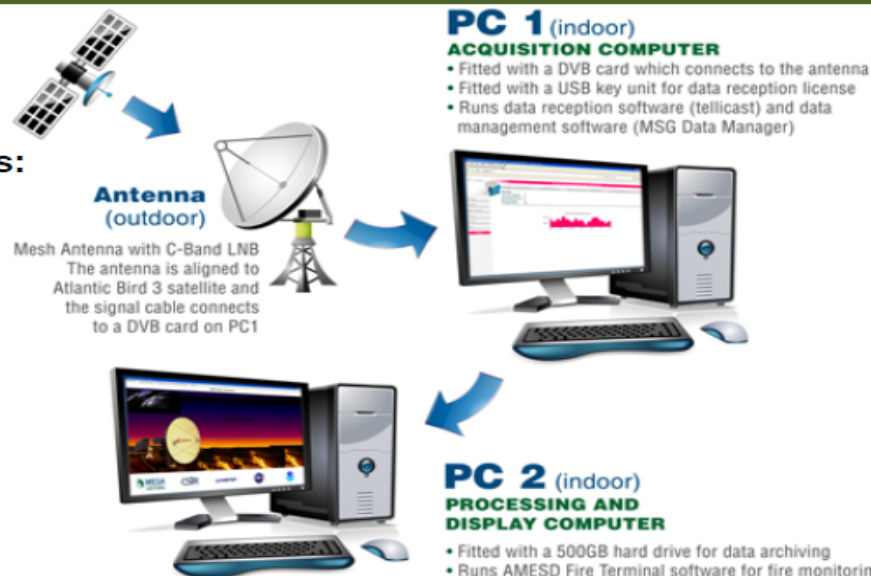 PC 1 (indoor)
ACQUISITION COMPUTER
• Fitted with a DVB card which connects to the antenna
• Fitted with a USB key unit for data reception license
• Runs data reception software (tellicast) and data
management software (MSG Data Manager)
s:
Antenna
(outdoor)
Mesh Antenna with C-Band LNB
The antenna is aligned to
Atlantic Bird 3 satellite and
the signal cable connects
to a DVB card on PC1
MESA
CSIR
PC 2 (indoor)
PROCESSING AND
DISPLAY COMPUTER
• Fitted with a 500GB hard drive for data archiving
• Runs AMESD Fire Terminal software for fire monitorin